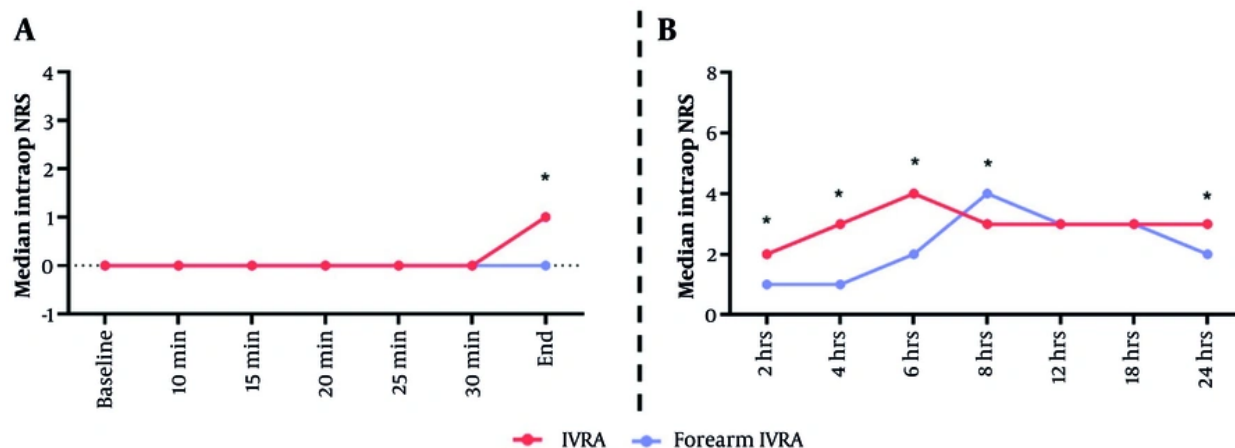 A
Median intraop NRS
4
3
2
1
0
-1
*
Baseline
10 min
15 min
20 min
25 min
30 min
End
B
Median intraop NRS
8
6
4
2
0
*
*
*
*
*
2 hrs
4 hrs
6 hrs
8 hrs
12 hrs
18 hrs
24 hrs
IVRA
Forearm IVRA